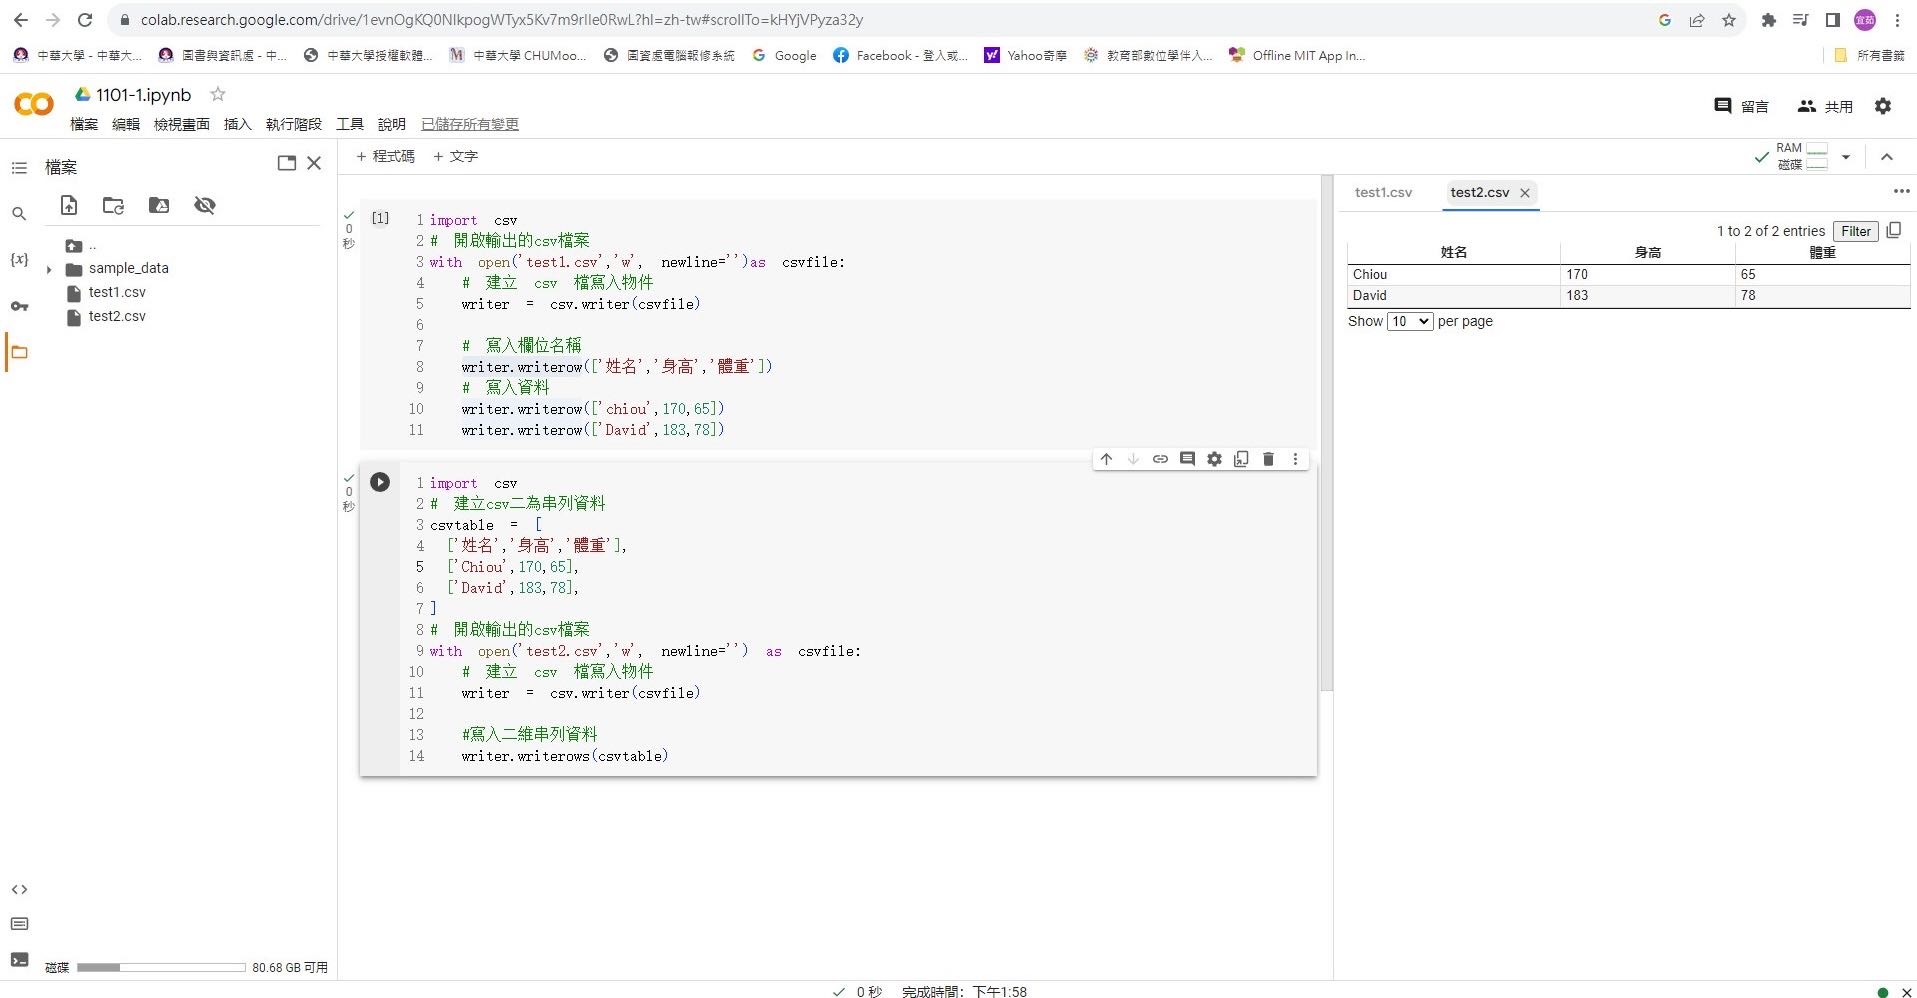 colab.research.google.com/drive/1evnOgKQ0NIkpogWTyx5Kv7m9rlIe0RwL?hl=zh-tw#scrollTo=kHYjVPyza32y
宜茹
中華大學 - 中華大... 圖書與資訊處 - 中... 中華大學授權軟體... 中華大學 CHUMoo... 圖資處電腦報修系統 Google Facebook - 登入或... Yahoo奇摩 教育部數位學伴入... Offline MIT App In... 所有書籤
1101-1.ipynb
檔案 編輯 檢視畫面 插入 執行階段 工具 說明 已儲存所有變更
留言 共用
檔案
+ 程式碼 + 文字
RAM
磁碟
..
sample_data
test1.csv
test2.csv
磁碟 80.68 GB 可用
0
秒
[1]
1 import csv
2 # 開啟輸出的csv檔案
3 with open('test1.csv','w', newline='')as csvfile:
4 # 建立 csv 檔寫入物件
5 writer = csv.writer(csvfile)
6
7 # 寫入欄位名稱
8 writer.writerow(['姓名','身高','體重'])
9 # 寫入資料
10 writer.writerow(['chiou',170,65])
11 writer.writerow(['David',183,78])
0
秒
1 import csv
2 # 建立csv二為串列資料
3 csvtable = [
4 ['姓名','身高','體重'],
5 ['Chiou',170,65],
6 ['David',183,78],
7 ]
8 # 開啟輸出的csv檔案
9 with open('test2.csv','w', newline='') as csvfile:
10 # 建立 csv 檔寫入物件
11 writer = csv.writer(csvfile)
12
13 #寫入二維串列資料
14 writer.writerows(csvtable)
test1.csv test2.csv
1 to 2 of 2 entries Filter
姓名 身高 體重
Chiou 170 65
David 183 78
Show 10 per page
0 秒 完成時間：下午1:58